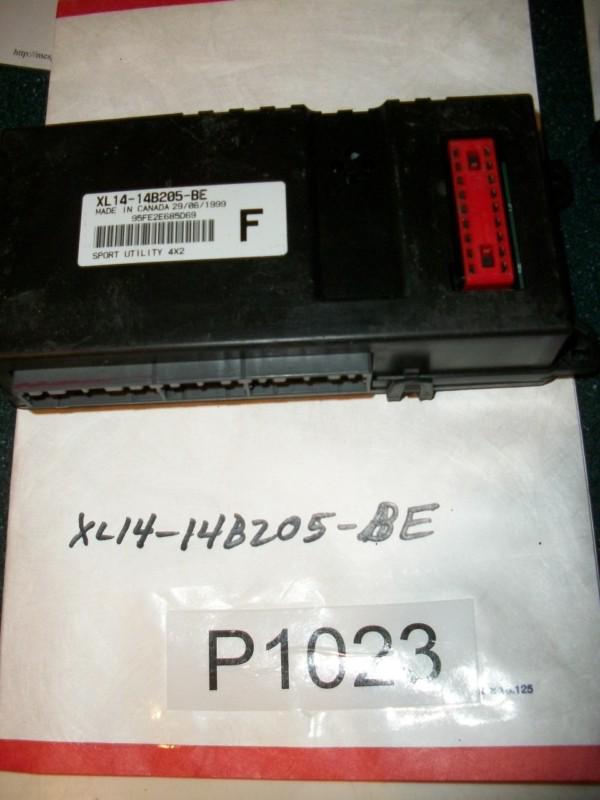 XL14-14B205-BE
MADE IN CANADA 29/06/1999
95FE2E685D69
F
SPORT UTILITY 4X2
XL14-14B205-BE
P1023